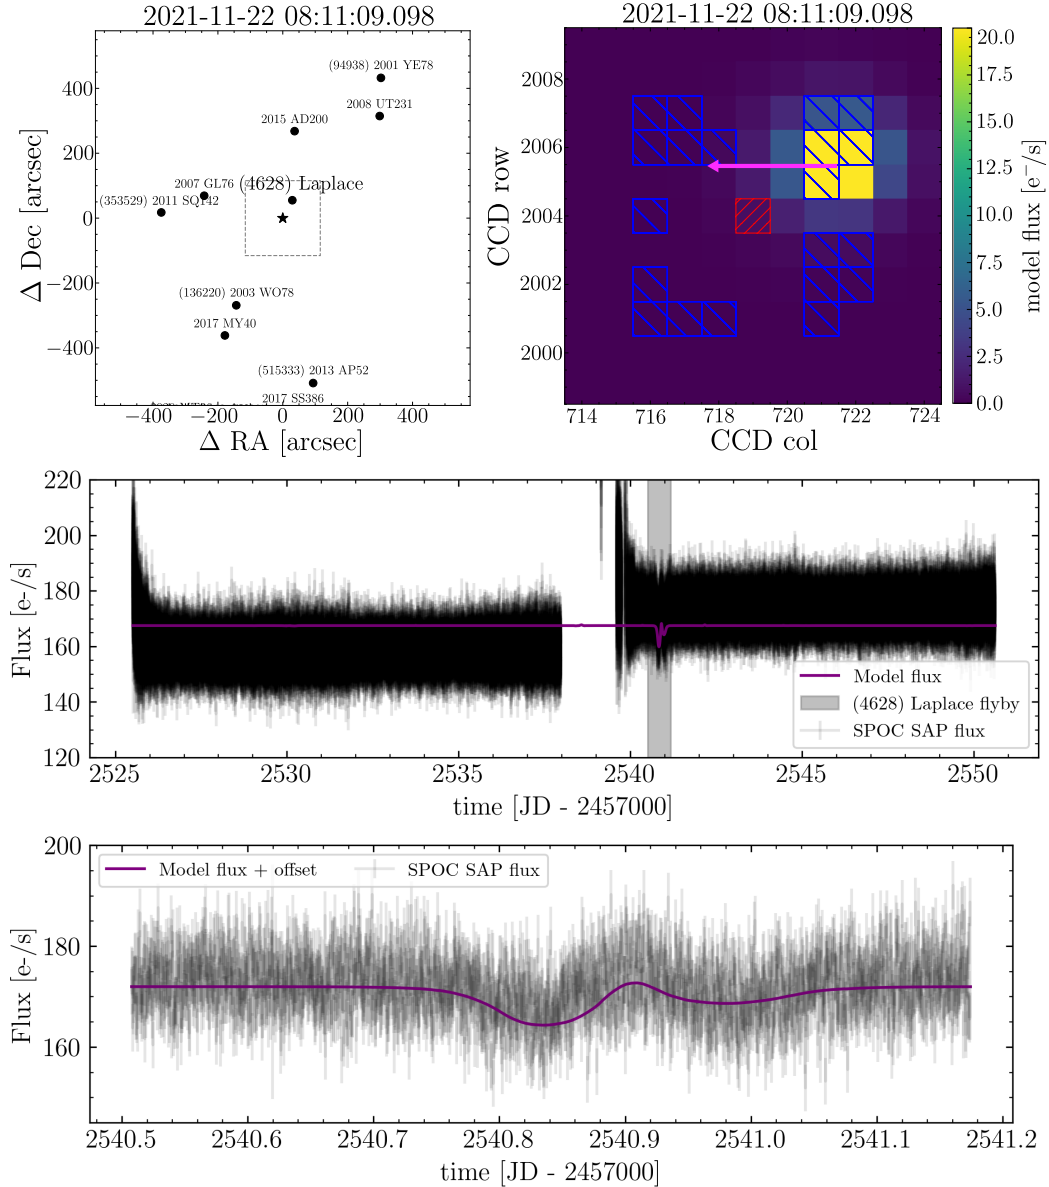 2021-11-22 08:11:09.098
(94938) 2001 YE78
2008 UT231
2015 AD200
2007 GL76
(4628) Laplace
(353529) 2011 SQ142
(136220) 2003 WO78
2017 MY40
(515333) 2013 AP52
2017 SS386
400
200
0
−200
−400
−400
−200
0
200
400
Δ Dec [arcsec]
Δ RA [arcsec]
2021-11-22 08:11:09.098
2008
2006
2004
2002
2000
714
716
718
720
722
724
CCD row
CCD col
20.0
17.5
15.0
12.5
10.0
7.5
5.0
2.5
0.0
model flux [e⁻/s]
220
200
180
160
140
120
2525
2530
2535
2540
2545
2550
Flux [e-/s]
time [JD - 2457000]
Model flux
(4628) Laplace flyby
SPOC SAP flux
200
180
160
Model flux + offset
SPOC SAP flux
2540.5
2540.6
2540.7
2540.8
2540.9
2541.0
2541.1
2541.2
Flux [e-/s]
time [JD - 2457000]